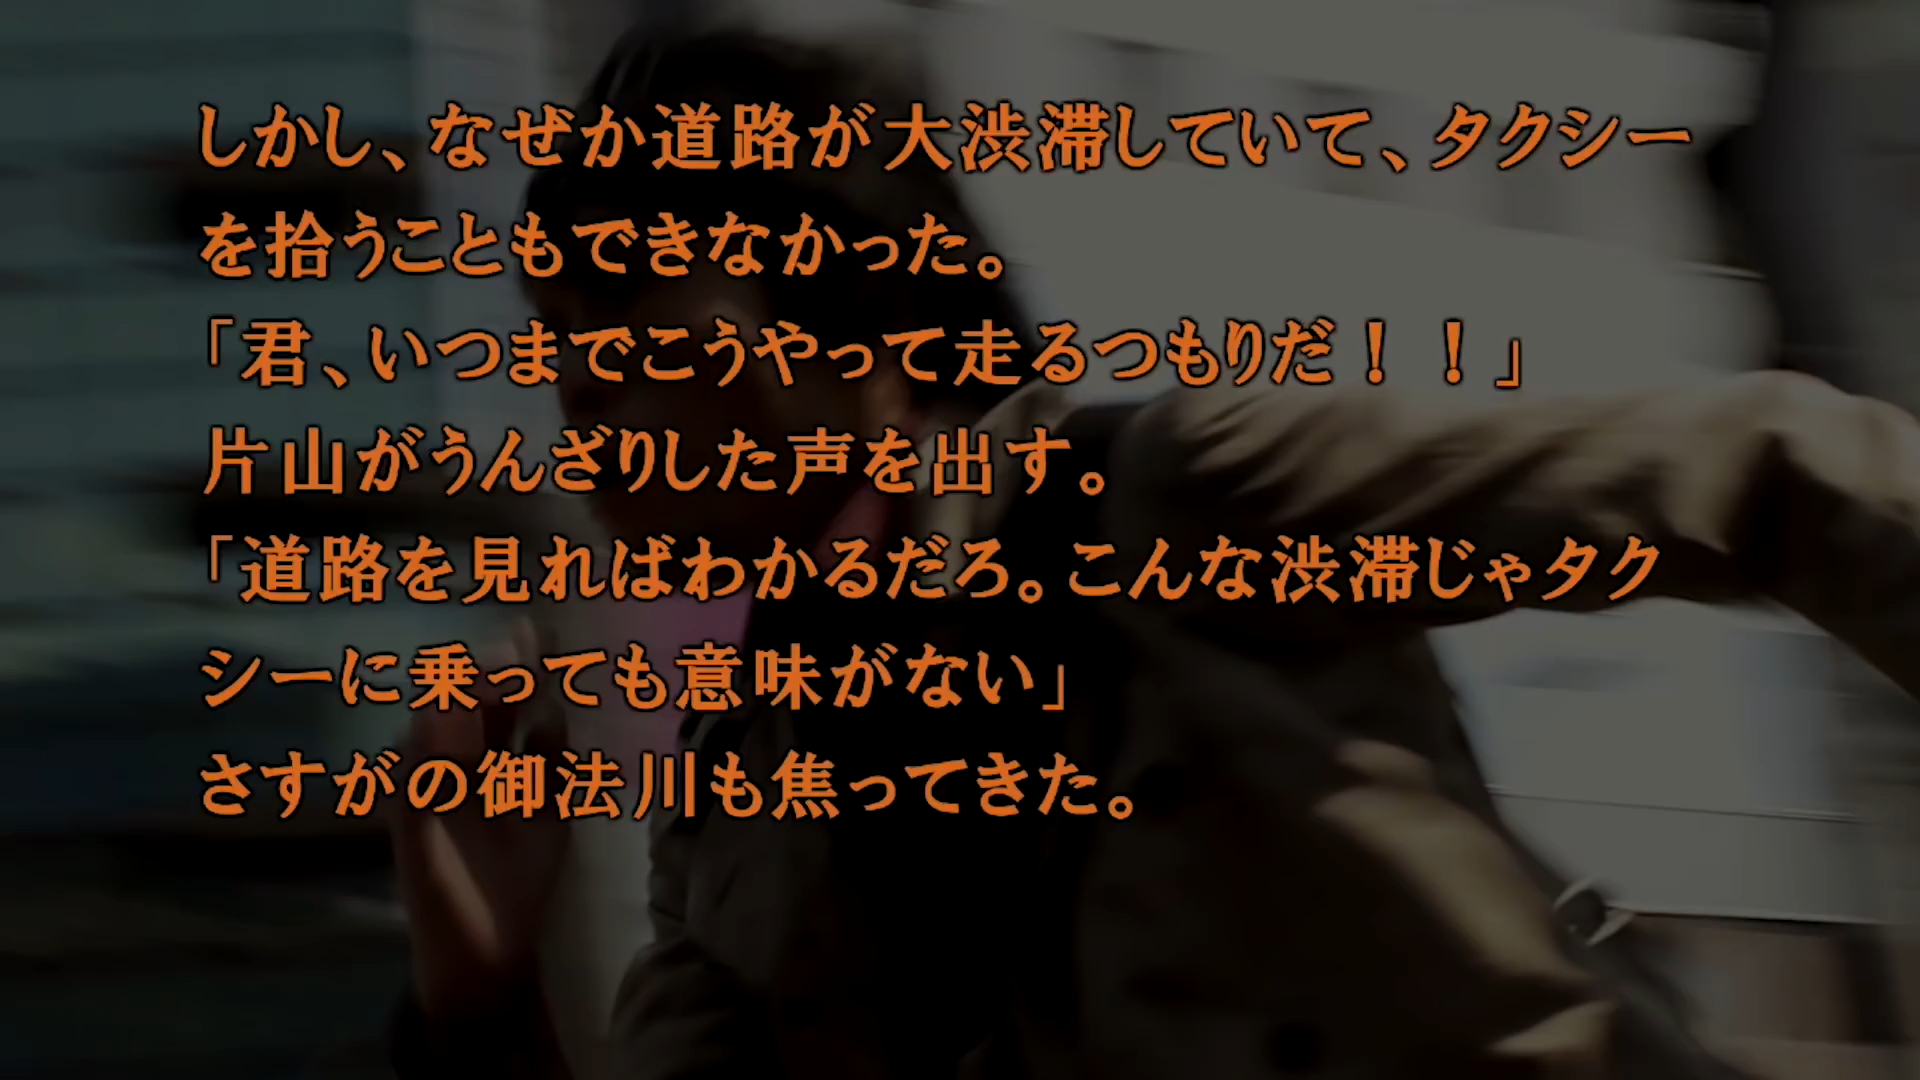 しかし、なぜか道路が大渋滞していて、タクシー
を拾うこともできなかった。
「君、いつまでこうやって走るつもりだ！！」
片山がうんざりした声を出す。
「道路を見ればわかるだろ。こんな渋滞じゃタク
シーに乗っても意味がない」
さすがの御法川も焦ってきた。